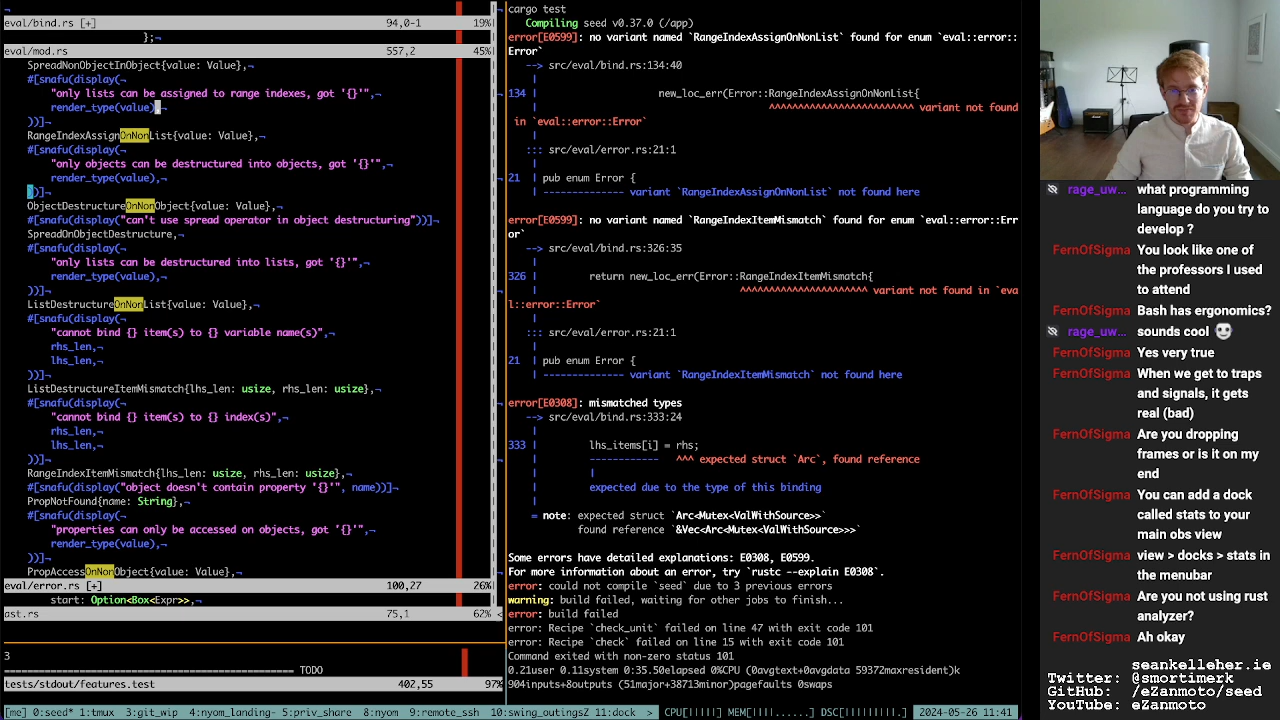 ¬
eval/bind.rs [+] 94,0-1 19%
};¬
eval/mod.rs 557,2 45%
SpreadNonObjectInObject{value: Value},¬
#[snafu(display(¬
"only lists can be assigned to range indexes, got '{}'",¬
render_type(value),¬
))]¬
RangeIndexAssignOnNonList{value: Value},¬
#[snafu(display(¬
"only objects can be destructured into objects, got '{}'",¬
render_type(value),¬
))]¬
ObjectDestructureOnNonObject{value: Value},¬
#[snafu(display("can't use spread operator in object destructuring"))]¬
SpreadOnObjectDestructure,¬
#[snafu(display(¬
"only lists can be destructured into lists, got '{}'",¬
render_type(value),¬
))]¬
ListDestructureOnNonList{value: Value},¬
#[snafu(display(¬
"cannot bind {} item(s) to {} variable name(s)",¬
rhs_len,¬
lhs_len,¬
))]¬
ListDestructureItemMismatch{lhs_len: usize, rhs_len: usize},¬
#[snafu(display(¬
"cannot bind {} item(s) to {} index(s)",¬
rhs_len,¬
lhs_len,¬
))]¬
RangeIndexItemMismatch{lhs_len: usize, rhs_len: usize},¬
#[snafu(display("object doesn't contain property '{}'", name))]¬
PropNotFound{name: String},¬
#[snafu(display(¬
"properties can only be accessed on objects, got '{}'",¬
render_type(value),¬
))]¬
PropAccessOnNonObject{value: Value},¬
eval/error.rs [+] 100,27 26%
start: Option<Box<Expr>>,¬
ast.rs 75,1 62% <
3
================================================ TODO
tests/stdout/features.test 402,55 97%
cargo test
Compiling seed v0.37.0 (/app)
error[E0599]: no variant named `RangeIndexAssignOnNonList` found for enum `eval::error::
Error`
--> src/eval/bind.rs:134:40
|
134 | new_loc_err(Error::RangeIndexAssignOnNonList{
| ^^^^^^^^^^^^^^^^^^^^^^^^^ variant not found
in `eval::error::Error`
|
::: src/eval/error.rs:21:1
|
21 | pub enum Error {
| -------------- variant `RangeIndexAssignOnNonList` not found here
error[E0599]: no variant named `RangeIndexItemMismatch` found for enum `eval::error::Err
or`
--> src/eval/bind.rs:326:35
|
326 | return new_loc_err(Error::RangeIndexItemMismatch{
| ^^^^^^^^^^^^^^^^^^^^^^ variant not found in `eva
l::error::Error`
|
::: src/eval/error.rs:21:1
|
21 | pub enum Error {
| -------------- variant `RangeIndexItemMismatch` not found here
error[E0308]: mismatched types
--> src/eval/bind.rs:333:24
|
333 | lhs_items[i] = rhs;
| ------------ ^^^ expected struct `Arc`, found reference
| |
| expected due to the type of this binding
|
= note: expected struct `Arc<Mutex<ValWithSource>>`
found reference `&Vec<Arc<Mutex<ValWithSource>>>`
Some errors have detailed explanations: E0308, E0599.
For more information about an error, try `rustc --explain E0308`.
error: could not compile `seed` due to 3 previous errors
warning: build failed, waiting for other jobs to finish...
error: build failed
error: Recipe `check_unit` failed on line 47 with exit code 101
error: Recipe `check` failed on line 15 with exit code 101
Command exited with non-zero status 101
0.21user 0.11system 0:35.50elapsed 0%CPU (0avgtext+0avgdata 59372maxresident)k
904inputs+8outputs (51major+38713minor)pagefaults 0swaps
[me] 0:seed* 1:tmux 3:git_wip 4:nyom_landing- 5:priv_share 8:nyom 9:remote_ssh 10:swing_outingsZ 11:dock > CPU[|||||] MEM[||||......] DSC[|||||||||.] 2024-05-26 11:41
rage_uw... what programming
language do you try to
develop ?
FernOfSigma You look like one of
the professors I used
to attend
FernOfSigma Bash has ergonomics?
rage_uw... sounds cool
FernOfSigma Yes very true
FernOfSigma When we get to traps
and signals, it gets
real (bad)
FernOfSigma Are you dropping
frames or is it on my
end
FernOfSigma You can add a dock
called stats to your
main obs view
FernOfSigma view > docks > stats in
the menubar
FernOfSigma Are you not using rust
analyzer?
FernOfSigma Ah okay
seankelleher.ie
Twitter: @smortezock
GitHub: ezmorto/seed
YouTube: @ezumorto